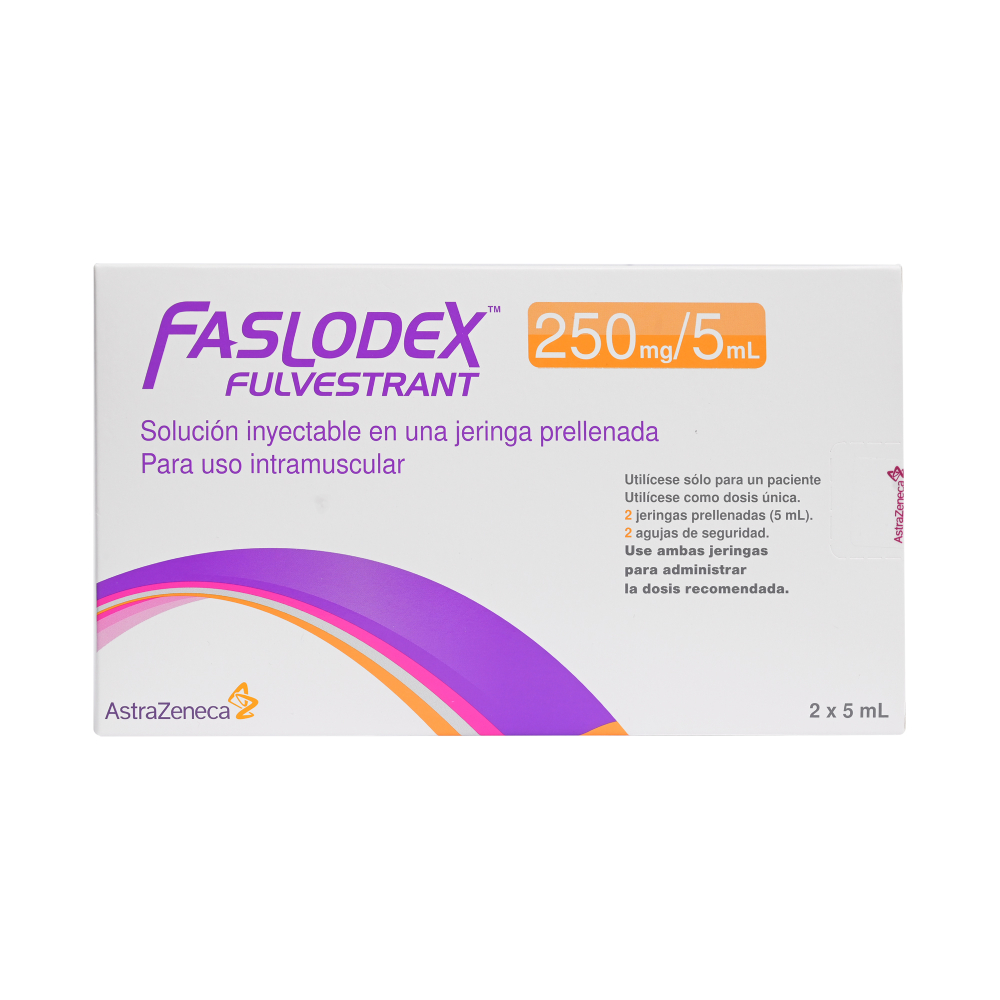 FASLODEX™
FULVESTRANT
250mg/5mL
Solución inyectable en una jeringa prellenada
Para uso intramuscular
Utilícese sólo para un paciente
Utilícese como dosis única.
2 jeringas prellenadas (5 mL).
2 agujas de seguridad.
Use ambas jeringas
para administrar
la dosis recomendada.
AstraZeneca
AstraZeneca
2 x 5 mL